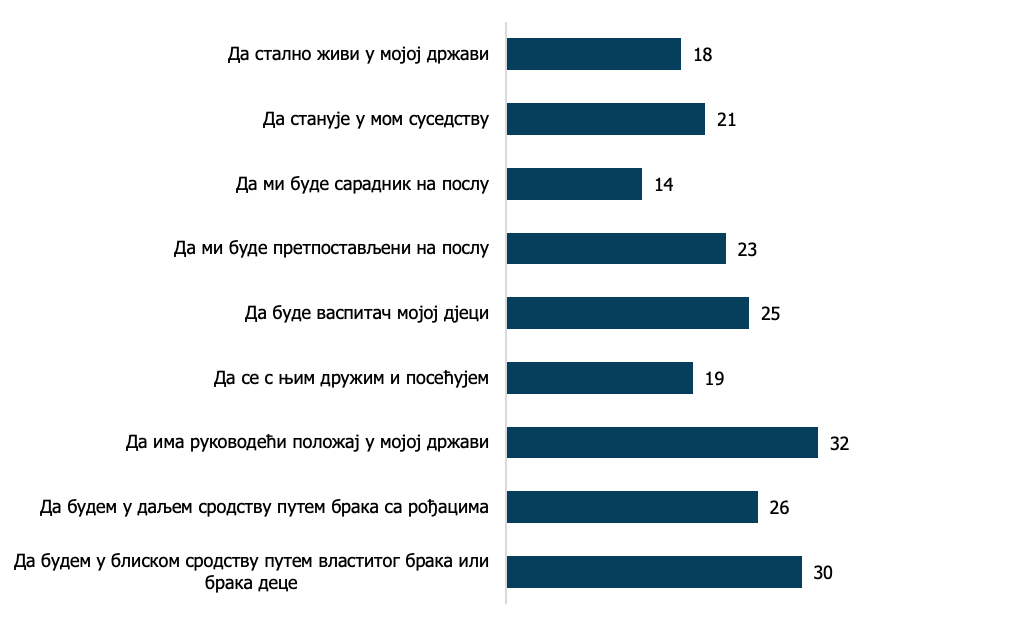 Да стално живи у мојој држави 18
Да станује у мом суседству 21
Да ми буде сарадник на послу 14
Да ми буде претпостављени на послу 23
Да буде васпитач мојој дјеци 25
Да се с њим дружим и посећујем 19
Да има руководећи положај у мојој држави 32
Да будем у даљем сродству путем брака са рођацима 26
Да будем у блиском сродству путем властитог брака или
брака деце 30